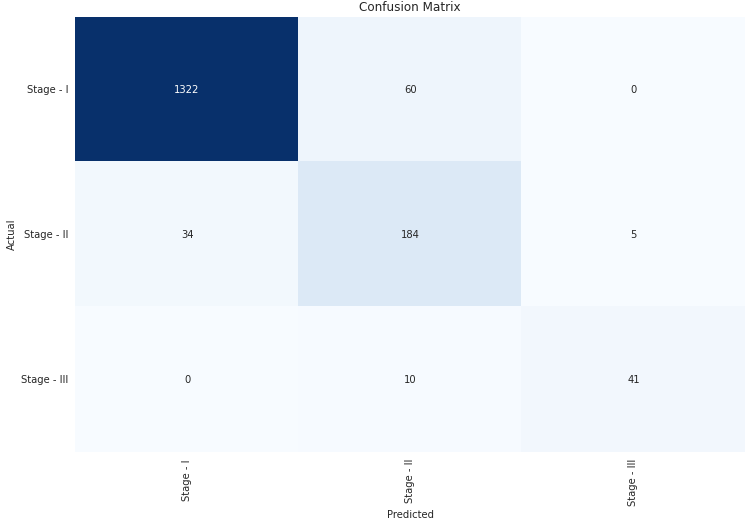 Confusion Matrix
Stage - I
1322
60
0
Stage - II
34
184
5
Stage - III
0
10
41
Actual
Stage - I
Stage - II
Stage - III
Predicted